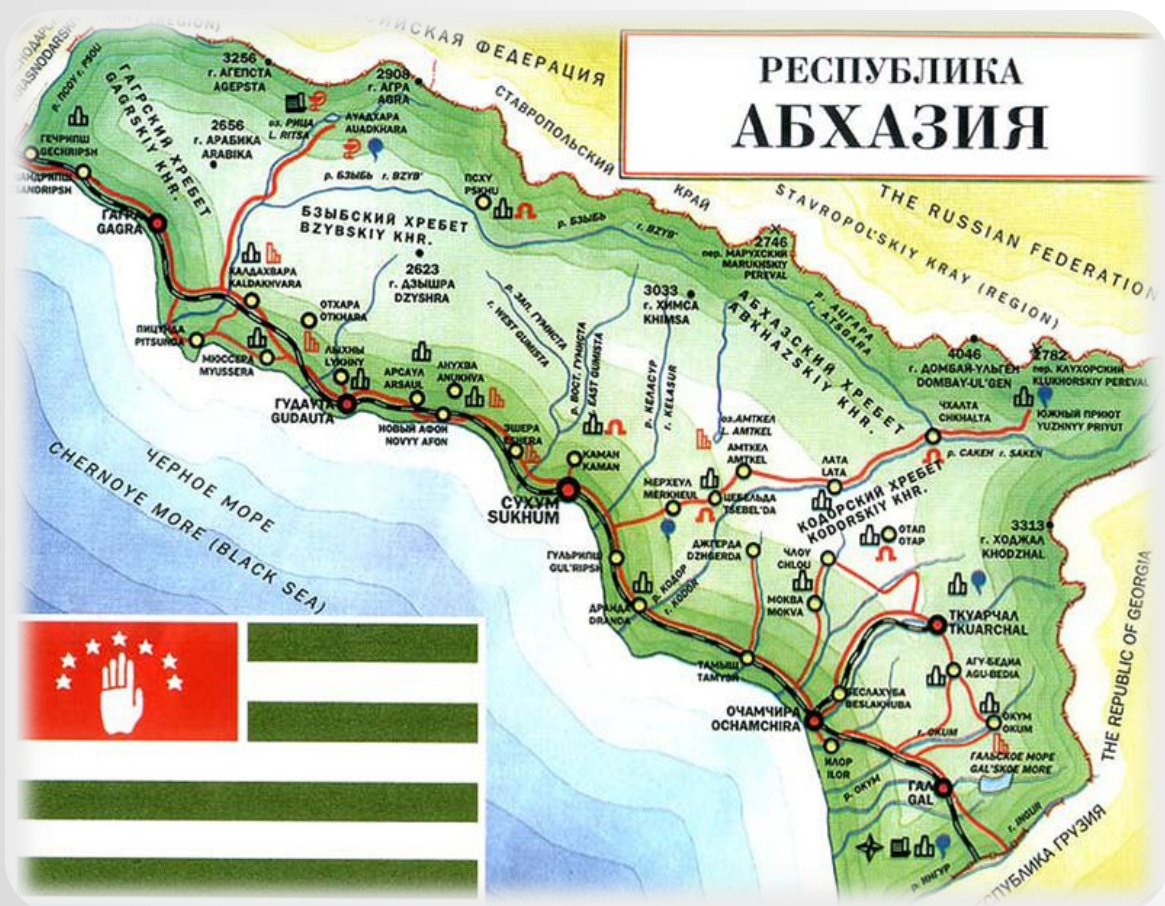 РЕСПУБЛИКА
АБХАЗИЯ
ФЕДЕРАЦИЯ
СТАВРОПОЛЬСКИЙ
КРАЙ
THE RUSSIAN FEDERATION
STAVROPOL'SKIY KRAY (REGION)
р. ПСОУ r. PSOU
ГАГРСКИЙ ХРЕБЕТ
GAGRSKIY KHR.
3256
г. АГЕПСТА
AGEPSTA
2908
г. АГРА
AGRA
оз. РИЦА
L. RITSA
АУАДХАРА
AUADKHARA
2656
г. АРАБИКА
ARABIKA
ГЕЧРИПШ
GECHRIPSH
ГАГРА
GAGRA
р. БЗЫБЬ r. BZYB'
ПСХУ
PSKHU
р. БЗЫБЬ
r. BZYB'
БЗЫБСКИЙ ХРЕБЕТ
BZYBSKIY KHR.
2623
г. ДЗЫШРА
DZYSHRA
2746
пер. МАРУХСКИЙ
MARUKHSKIY
PEREVAL
3033
г. ХИМСА
KHIMSA
АБХАЗСКИЙ ХРЕБЕТ
ABKHAZSKIY KHR.
4046
г. ДОМБАЙ-УЛЬГЕН
DOMBAY-UL'GEN
2782
пер. КЛУХОРСКИЙ
KLUKHORSKIY PEREVAL
ЮЖНЫЙ ПРИЮТ
YUZHNYY PRIYUT
ЧХАЛТА
CHKHALTA
р. САКЕН r. SAKEN
КАЛДАХВАРА
KALDAKHVARA
ОТХАРА
OTKHARA
ПИЦУНДА
PITSUNDA
МЮССЕРА
MYUSSERA
ЛЫХНЫ
LYKHNY
АРСАУЛ
ARSAUL
АНУХВА
ANUKHVA
ГУДАУТА
GUDAUTA
НОВЫЙ АФОН
NOVYY AFON
ЭШЕРА
ESHERA
р. ЗАП. ГУМИСТА
r. WEST GUMISTA
р. ВОСТ. ГУМИСТА
r. EAST GUMISTA
р. КЕЛАСУР
r. KELASUR
КАМАН
KAMAN
СУХУМ
SUKHUM
оз. АМТКЕЛ
L. AMTKEL
АМТКЕЛ
AMTKEL
ЛАТА
LATA
МЕРХЕУЛ
MERKHEUL
ЦЕБЕЛЬДА
TSEBEL'DA
КОДОРСКИЙ ХРЕБЕТ
KODORSKIY KHR.
ОТАП
OTAP
3313
г. ХОДЖАЛ
KHODZHAL
ГУЛЬРИПШ
GUL'RIPSH
ДЖГЕРДА
DZHGERDA
ЧЛОУ
CHLOU
МОКВА
MOKVA
р. КОДОР
r. KODOR
ДРАНДА
DRANDA
ТКУАРЧАЛ
TKUARCHAL
ТАМЫШ
TAMYSH
АГУ-БЕДИА
AGU-BEDIA
БЕСЛАХУБА
BESLAKHUBA
ОЧАМЧИРА
OCHAMCHIRA
ОКУМ
OKUM
r. OKUM
ИЛОР
ILOR
ГАЛЬСКОЕ МОРЕ
GAL'SKOE MORE
р. ОКУМ
ГАЛ
GAL
r. INGUR
р. ИНГУР
ЧЕРНОЕ МОРЕ
CHERNOYE MORE (BLACK SEA)
THE REPUBLIC OF GEORGIA
ГРУЗИЯ